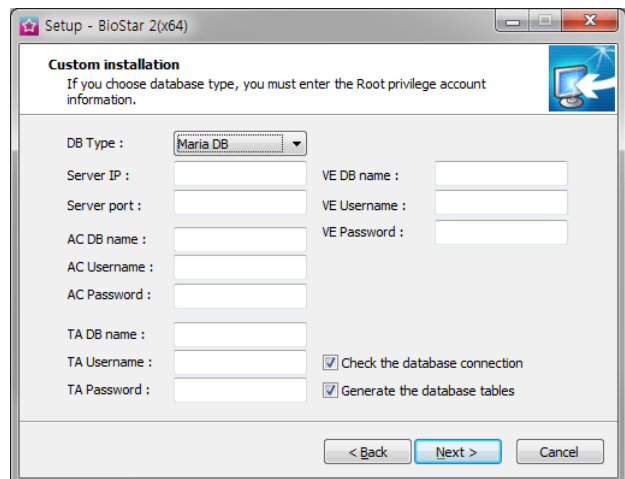 Setup - BioStar 2(x64)
Custom installation
If you choose database type, you must enter the Root privilege account
information.
DB Type :
Maria DB
Server IP :
Server port :
AC DB name :
AC Username :
AC Password :
TA DB name :
TA Username :
TA Password :
VE DB name :
VE Username :
VE Password :
Check the database connection
Generate the database tables
< Back
Next >
Cancel